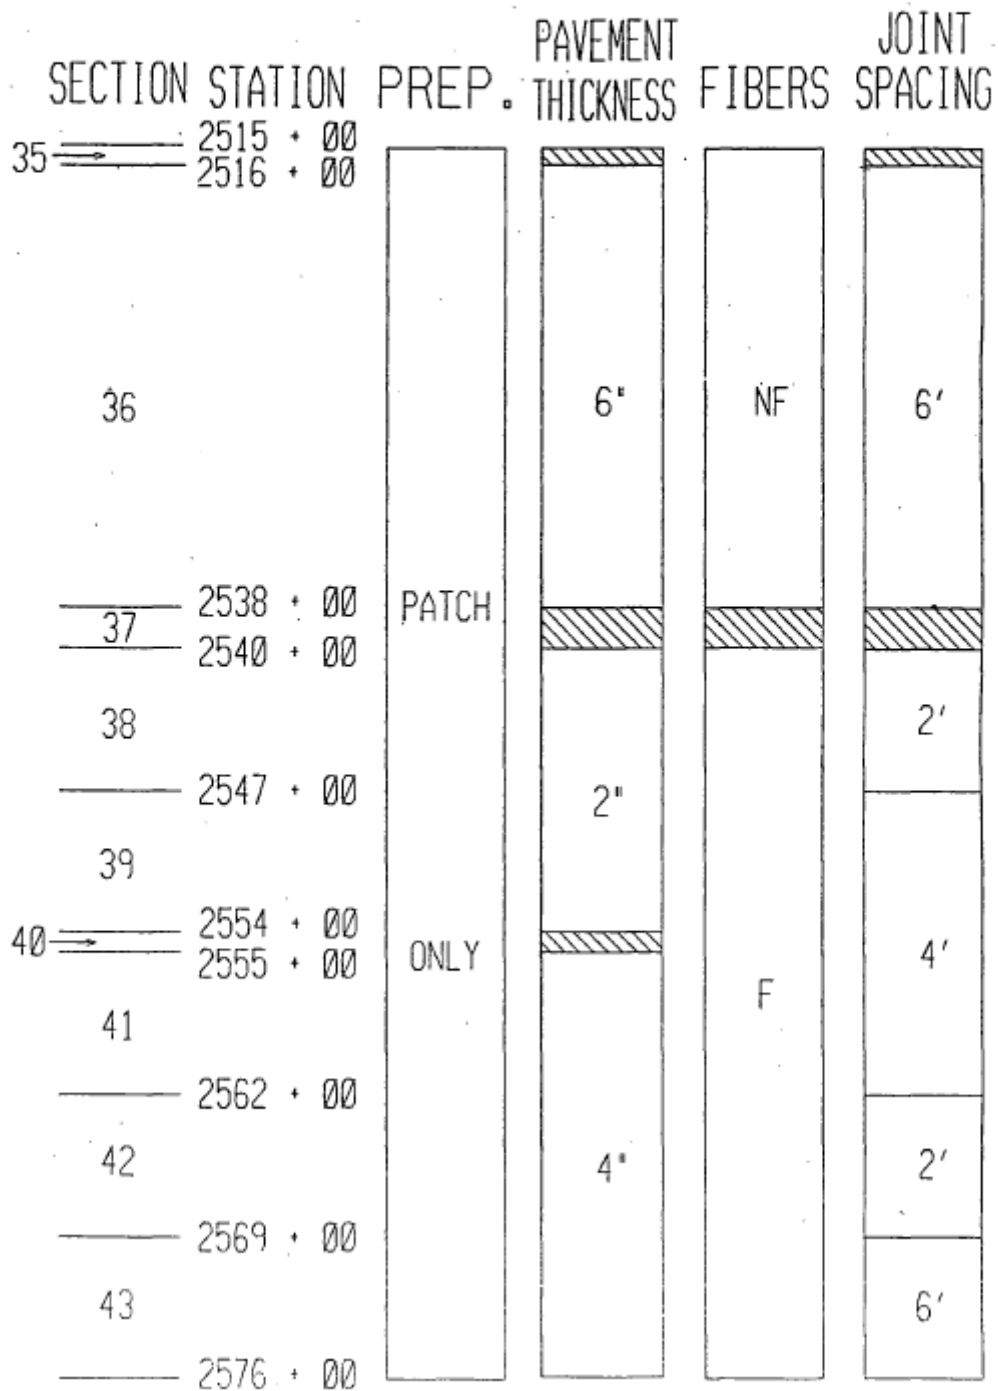 PAVEMENT JOINT
SECTION STATION PREP. THICKNESS FIBERS SPACING
2515 + 00
35
2516 + 00
36 6" NF 6'
2538 + 00 PATCH
37
2540 + 00
38 2'
2547 + 00 2"
39
2554 + 00
40 ONLY 4'
2555 + 00
F
41
2562 + 00
42 4" 2'
2569 + 00
43 6'
2576 + 00